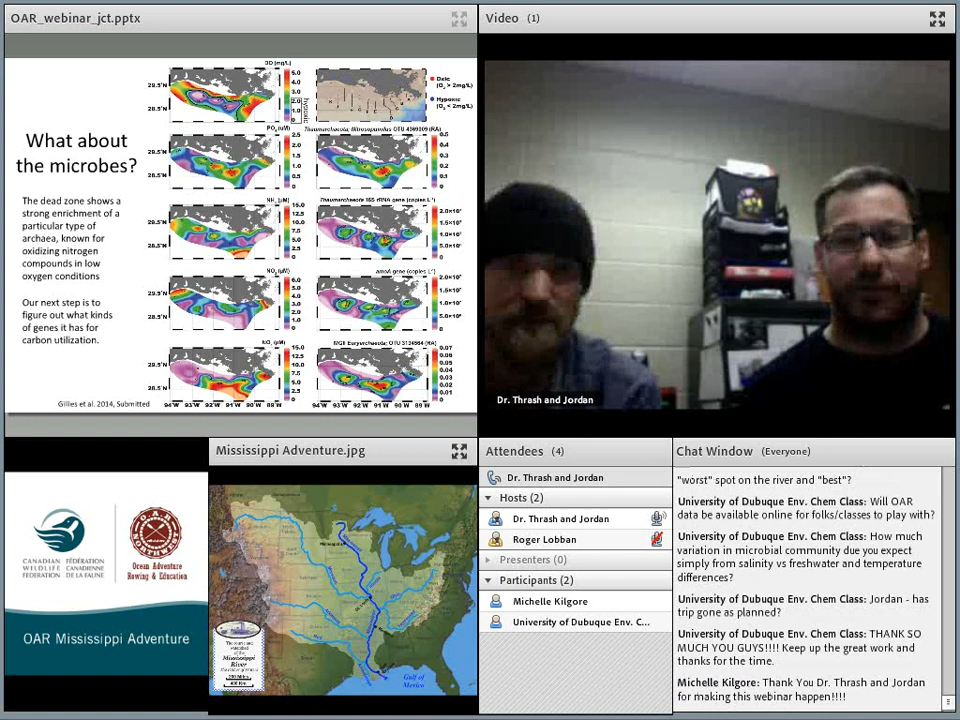 OAR_webinar_jct.pptx
What about
the microbes?
The dead zone shows a
strong enrichment of a
particular type of
archaea, known for
oxidizing nitrogen
compounds in low
oxygen conditions
Our next step is to
figure out what kinds
of genes it has for
carbon utilization.
Gilles et al. 2014, Submitted
DO (mg/L)
Oxic
(O₂ > 2mg/L)
Hypoxic
(O₂ < 2mg/L)
Video (1)
Dr. Thrash and Jordan
CANADIAN FÉDÉRATION
WILDLIFE CANADIENNE
FEDERATION DE LA FAUNE
OAR
NORTHWEST
Ocean Adventure
Rowing & Education
OAR Mississippi Adventure
Mississippi Adventure.jpg
Mississippi
River
Gulf of
Mexico
Attendees (4)
Dr. Thrash and Jordan
Hosts (2)
Dr. Thrash and Jordan
Roger Lobban
Presenters (0)
Participants (2)
Michelle Kilgore
University of Dubuque Env. C...
Chat Window (Everyone)
"worst" spot on the river and "best"?
University of Dubuque Env. Chem Class: Will OAR
data be available online for folks/classes to play with?
University of Dubuque Env. Chem Class: How much
variation in microbial community due you expect
simply from salinity vs freshwater and temperature
differences?
University of Dubuque Env. Chem Class: Jordan - has
trip gone as planned?
University of Dubuque Env. Chem Class: THANK SO
MUCH YOU GUYS!!!! Keep up the great work and
thanks for the time.
Michelle Kilgore: Thank You Dr. Thrash and Jordan
for making this webinar happen!!!!